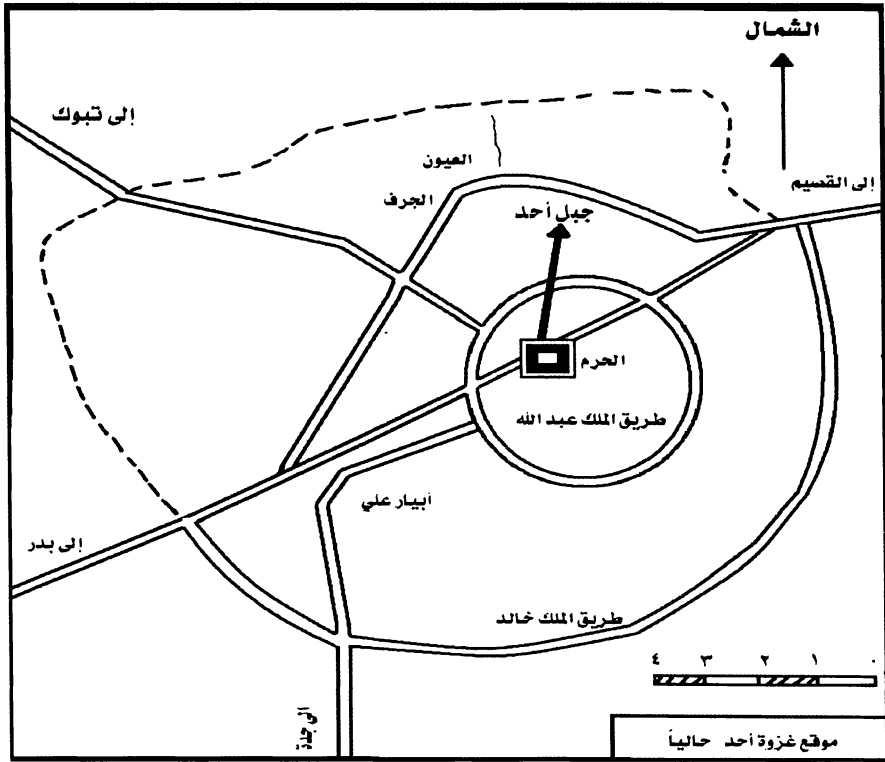 الشمال
إلى تبوك
العيون
إلى القصيم
الجرف
جبل أحد
الحرم
طريق الملك عبد الله
أبيار علي
إلى بدر
طريق الملك خالد
٤ ٣ ٢ ١ ٠
الى جدة
موقع غزوة أحد حالياً